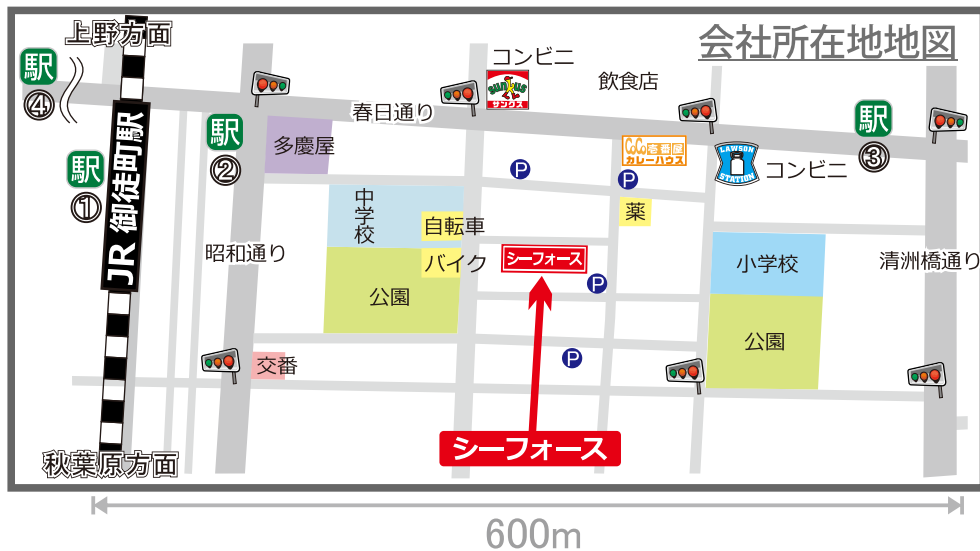 会社所在地地図
上野方面
駅
④
コンビニ
sunkus
サンクス
飲食店
春日通り
駅
③
駅
②
多慶屋
CoCo壱番屋
カレーハウス
LAWSON
STATION
コンビニ
P
P
駅
①
JR 御徒町駅
中学校
自転車
薬
昭和通り
バイク
シーフォース
小学校
清洲橋通り
公園
P
公園
P
交番
シーフォース
秋葉原方面
600m